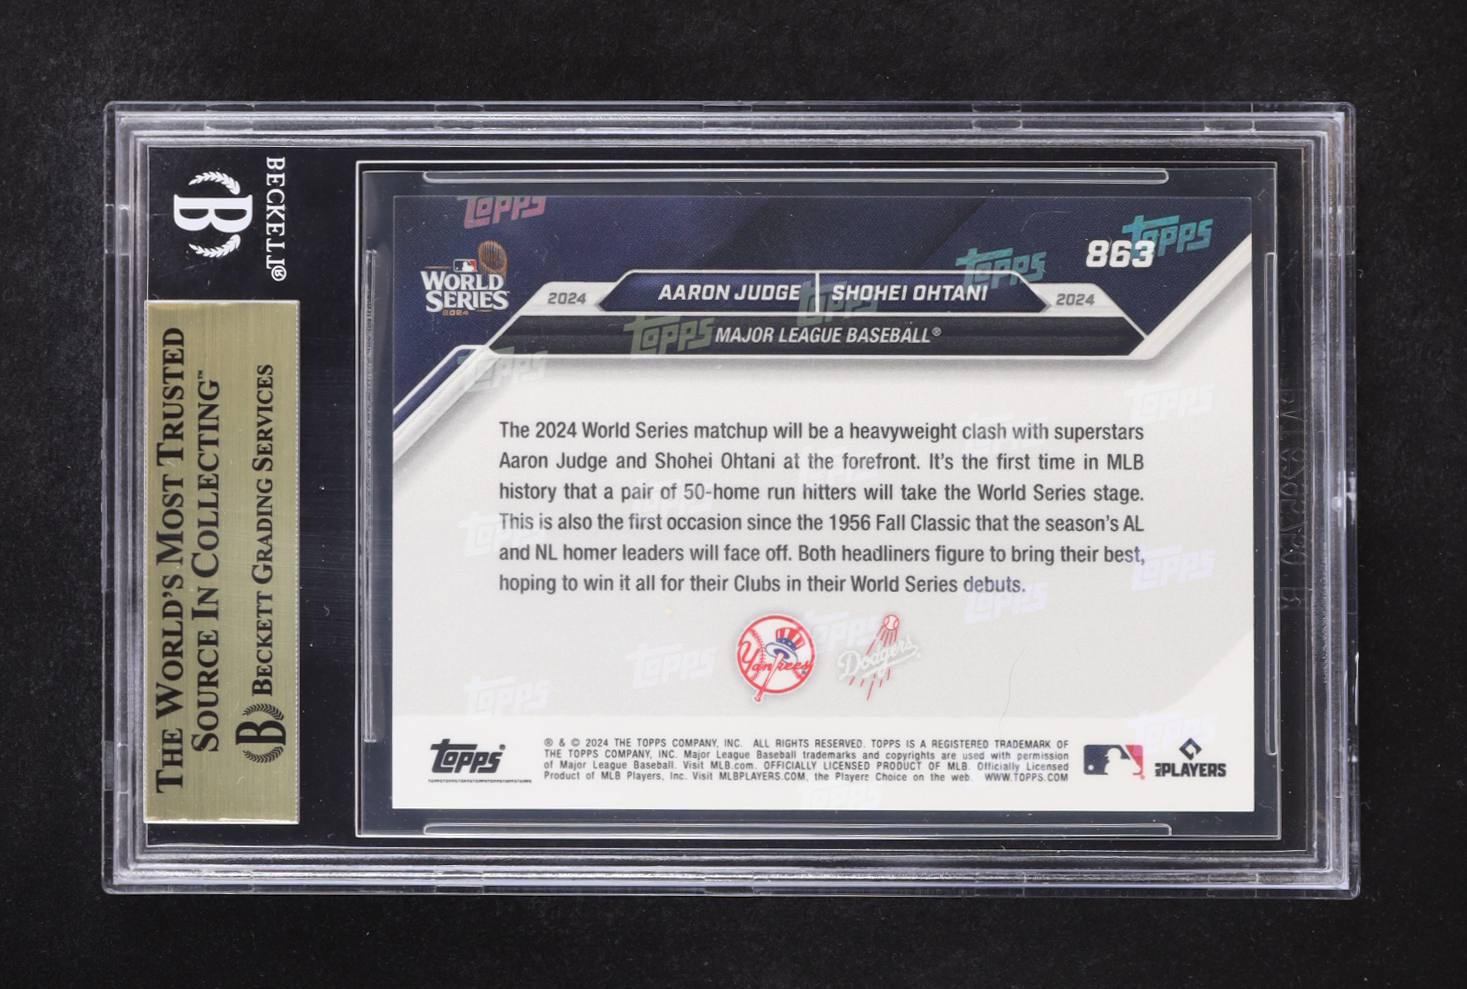 BECKETT®
THE WORLD'S MOST TRUSTED
SOURCE IN COLLECTING™
BECKETT GRADING SERVICES
863
WORLD
SERIES
2024
2024
AARON JUDGE | SHOHEI OHTANI
2024
MAJOR LEAGUE BASEBALL®
The 2024 World Series matchup will be a heavyweight clash with superstars
Aaron Judge and Shohei Ohtani at the forefront. It's the first time in MLB
history that a pair of 50-home run hitters will take the World Series stage.
This is also the first occasion since the 1956 Fall Classic that the season's AL
and NL homer leaders will face off. Both headliners figure to bring their best,
hoping to win it all for their Clubs in their World Series debuts.
Yankees
Dodgers
Topps
® & © 2024 THE TOPPS COMPANY, INC. ALL RIGHTS RESERVED. TOPPS IS A REGISTERED TRADEMARK OF
THE TOPPS COMPANY, INC. Major League Baseball trademarks and copyrights are used with permission
of Major League Baseball. Visit MLB.com. OFFICIALLY LICENSED PRODUCT OF MLB. Officially Licensed
Product of MLB Players, Inc. Visit MLBPLAYERS.COM, the Players Choice on the web. WWW.TOPPS.COM
PLAYERS